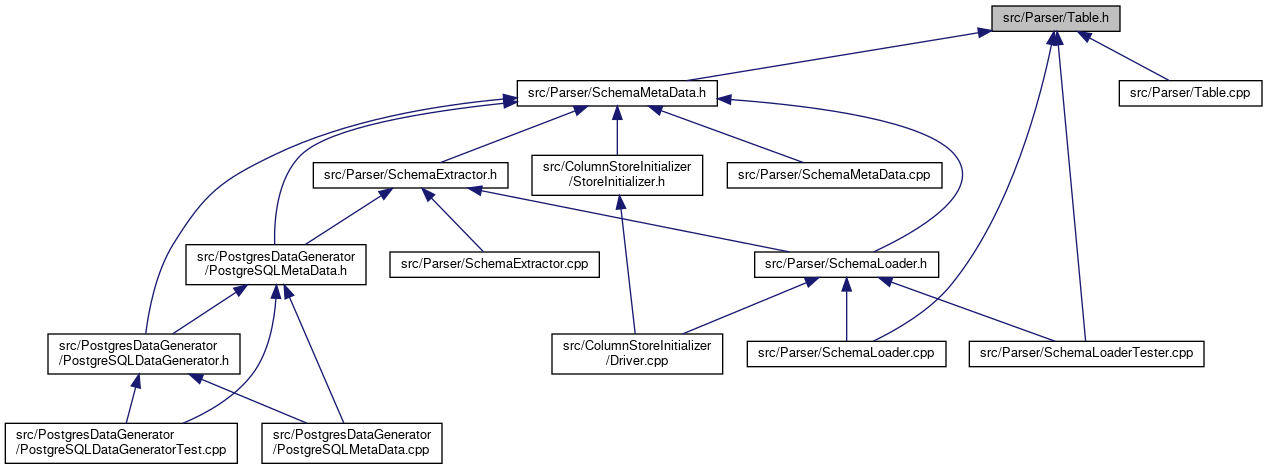 src/Parser/Table.h
src/Parser/SchemaMetaData.h
src/Parser/Table.cpp
src/Parser/SchemaExtractor.h
src/ColumnStoreInitializer
/StoreInitializer.h
src/Parser/SchemaMetaData.cpp
src/PostgresDataGenerator
/PostgreSQLMetaData.h
src/Parser/SchemaExtractor.cpp
src/Parser/SchemaLoader.h
src/PostgresDataGenerator
/PostgreSQLDataGenerator.h
src/ColumnStoreInitializer
/Driver.cpp
src/Parser/SchemaLoader.cpp
src/Parser/SchemaLoaderTester.cpp
src/PostgresDataGenerator
/PostgreSQLDataGeneratorTest.cpp
src/PostgresDataGenerator
/PostgreSQLMetaData.cpp